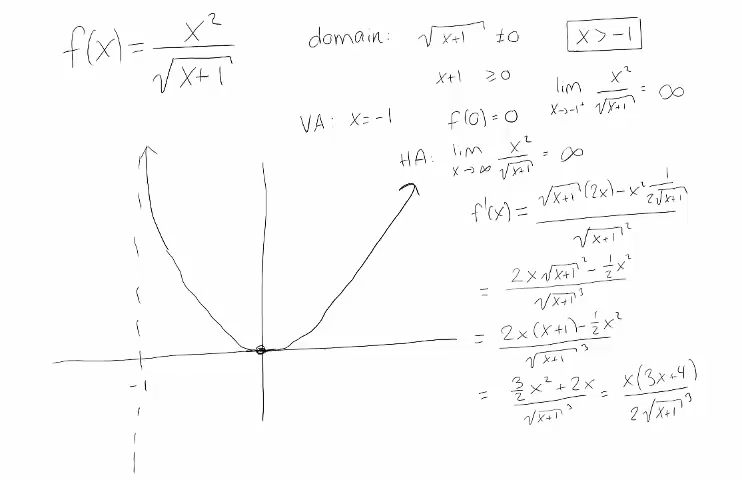 f(x) = x² / √(x+1)
domain: √(x+1) ≠ 0   x > -1
x+1 ≥ 0
lim x→-1⁺ x²/√(x+1) = ∞
VA: x = -1   f(0) = 0
HA: lim x→∞ x²/√(x+1) = ∞
f'(x) = (√(x+1) (2x) - x² 1/(2√(x+1))) / √(x+1)²
= (2x√(x+1)² - ½x²) / √(x+1)³
= (2x(x+1) - ½x²) / √(x+1)³
= (3/2 x² + 2x) / √(x+1)³ = x(3x+4) / 2√(x+1)³
-1